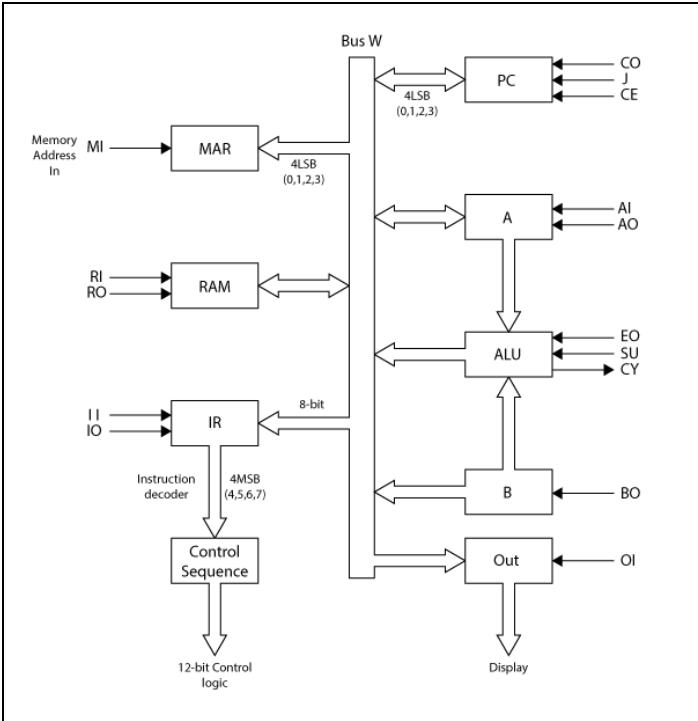 Bus W
CO
J
CE
PC
4LSB
(0,1,2,3)
Memory
Address
In
MI
MAR
4LSB
(0,1,2,3)
A
AI
AO
RI
RO
RAM
ALU
EO
SU
CY
8-bit
I I
IO
IR
Instruction
decoder
4MSB
(4,5,6,7)
B
BO
Control
Sequence
Out
OI
12-bit Control
logic
Display